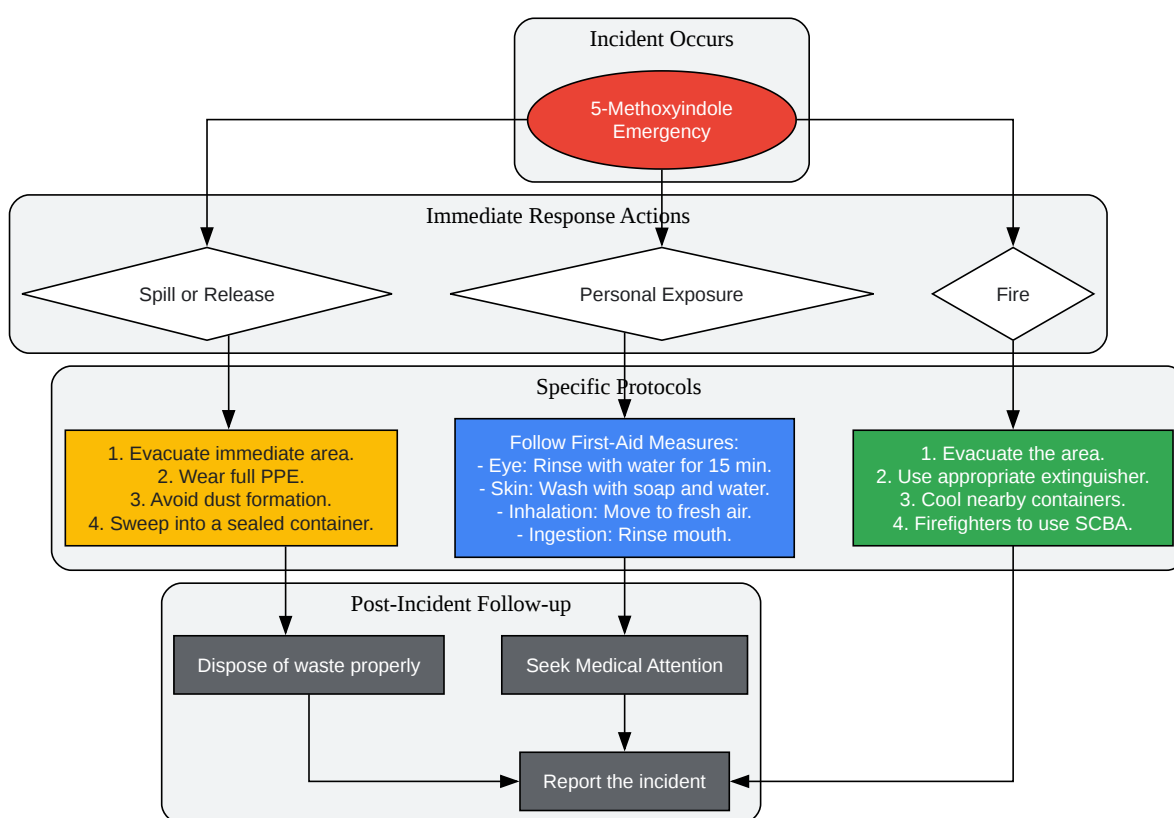 Incident Occurs
5-Methoxyindole
Emergency
Immediate Response Actions
Spill or Release
Personal Exposure
Fire
Specific Protocols
1. Evacuate immediate area.
2. Wear full PPE.
3. Avoid dust formation.
4. Sweep into a sealed container.
Follow First-Aid Measures:
- Eye: Rinse with water for 15 min.
- Skin: Wash with soap and water.
- Inhalation: Move to fresh air.
- Ingestion: Rinse mouth.
1. Evacuate the area.
2. Use appropriate extinguisher.
3. Cool nearby containers.
4. Firefighters to use SCBA.
Post-Incident Follow-up
Dispose of waste properly
Seek Medical Attention
Report the incident